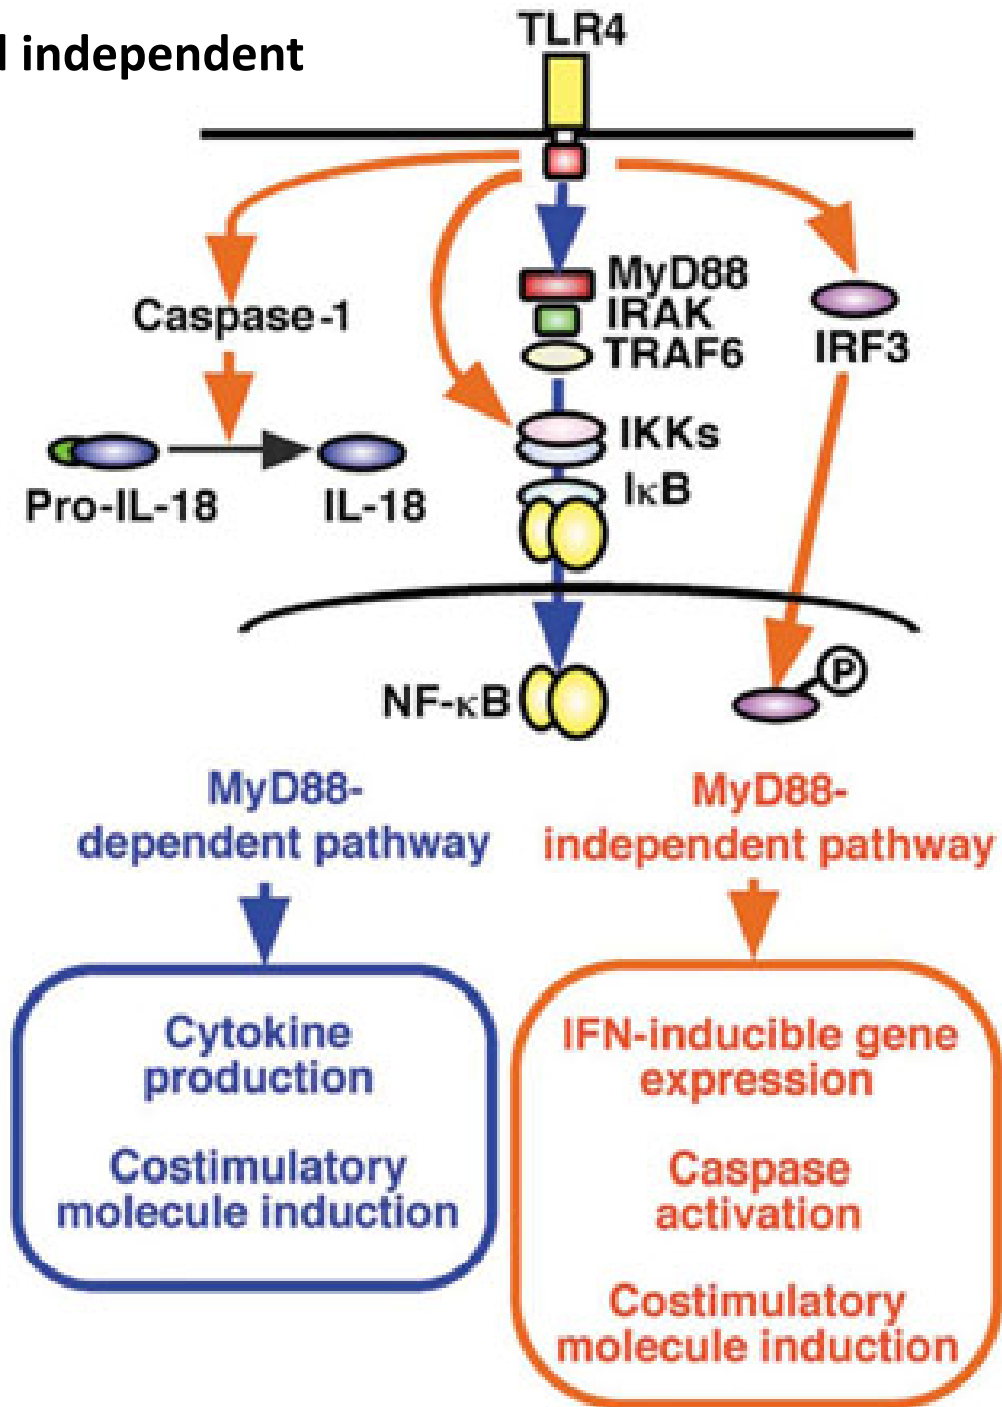 independent
TLR4
MyD88
IRAK
TRAF6
Caspase-1
IRF3
IKKs
IκB
Pro-IL-18
IL-18
NF-κB
P
MyD88-
dependent pathway
MyD88-
independent pathway
Cytokine
production
Costimulatory
molecule induction
IFN-inducible gene
expression
Caspase
activation
Costimulatory
molecule induction